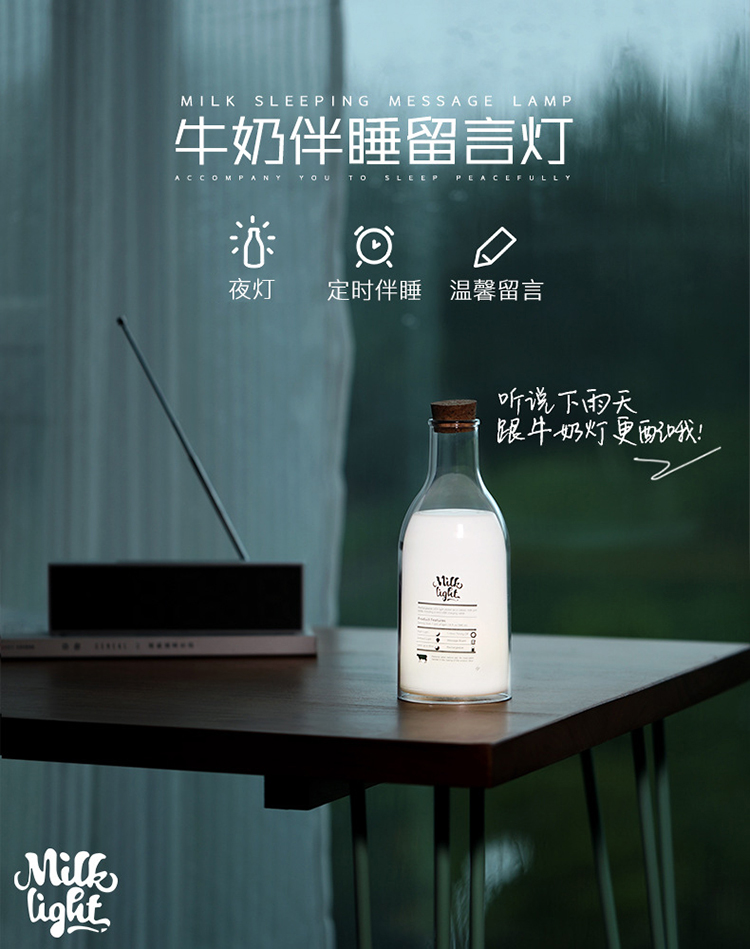 MILK SLEEPING MESSAGE LAMP
牛奶伴睡留言灯
ACCOMPANY YOU TO SLEEP PEACEFULLY
夜灯 定时伴睡 温馨留言
听说下雨天
跟牛奶灯更配哦!
Milk
light
Product Features
Milk
light